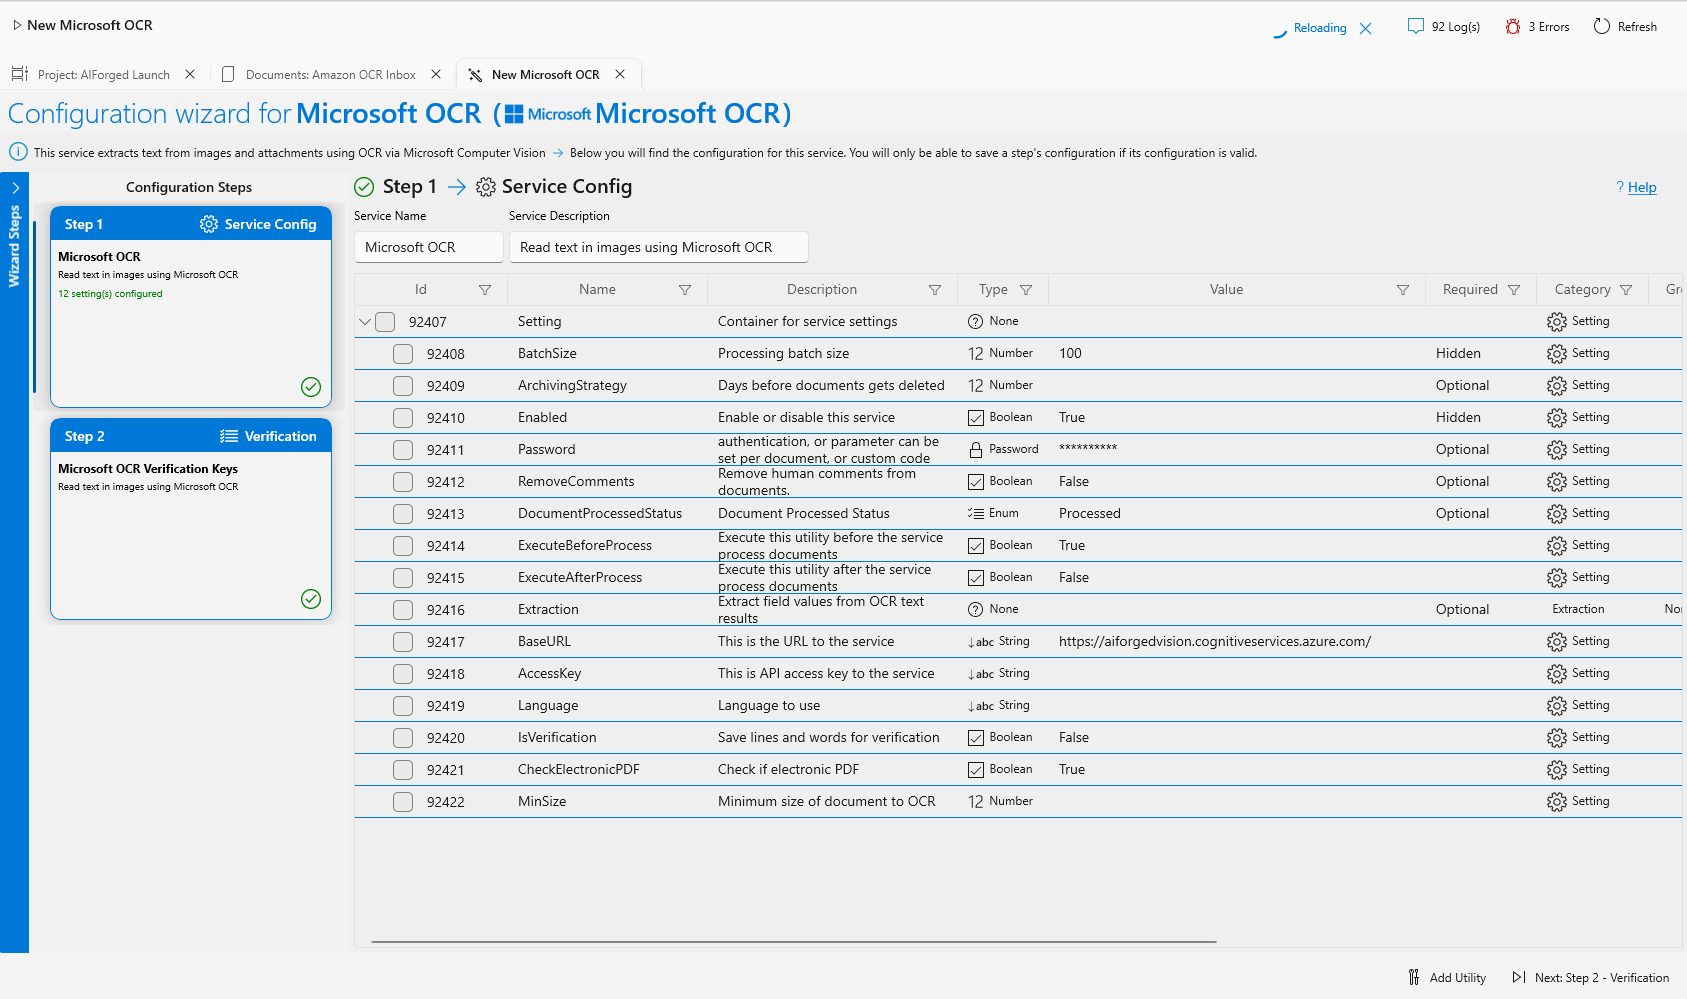 New Microsoft OCR
Reloading
92 Log(s)
3 Errors
Refresh
Project: AIForged Launch
Documents: Amazon OCR Inbox
New Microsoft OCR
Configuration wizard for Microsoft OCR ( Microsoft Microsoft OCR)
This service extracts text from images and attachments using OCR via Microsoft Computer Vision → Below you will find the configuration for this service. You will only be able to save a step's configuration if its configuration is valid.
Wizard Steps
Configuration Steps
Step 1 Service Config
Microsoft OCR
Read text in images using Microsoft OCR
12 setting(s) configured
Step 2 Verification
Microsoft OCR Verification Keys
Read text in images using Microsoft OCR
Step 1 → Service Config
? Help
Service Name Service Description
Microsoft OCR Read text in images using Microsoft OCR
Id Name Description Type Value Required Category Gr
92407 Setting Container for service settings None Setting
92408 BatchSize Processing batch size 12 Number 100 Hidden Setting
92409 ArchivingStrategy Days before documents gets deleted 12 Number Optional Setting
92410 Enabled Enable or disable this service Boolean True Hidden Setting
92411 Password authentication, or parameter can be
set per document, or custom code Password ********** Optional Setting
92412 RemoveComments Remove human comments from
documents. Boolean False Optional Setting
92413 DocumentProcessedStatus Document Processed Status Enum Processed Optional Setting
92414 ExecuteBeforeProcess Execute this utility before the service
process documents Boolean True Setting
92415 ExecuteAfterProcess Execute this utility after the service
process documents Boolean False Setting
92416 Extraction Extract field values from OCR text
results None Optional Extraction Nor
92417 BaseURL This is the URL to the service abc String https://aiforgedvision.cognitiveservices.azure.com/ Setting
92418 AccessKey This is API access key to the service abc String Setting
92419 Language Language to use abc String Setting
92420 IsVerification Save lines and words for verification Boolean False Setting
92421 CheckElectronicPDF Check if electronic PDF Boolean True Setting
92422 MinSize Minimum size of document to OCR 12 Number Setting
Add Utility
Next: Step 2 - Verification